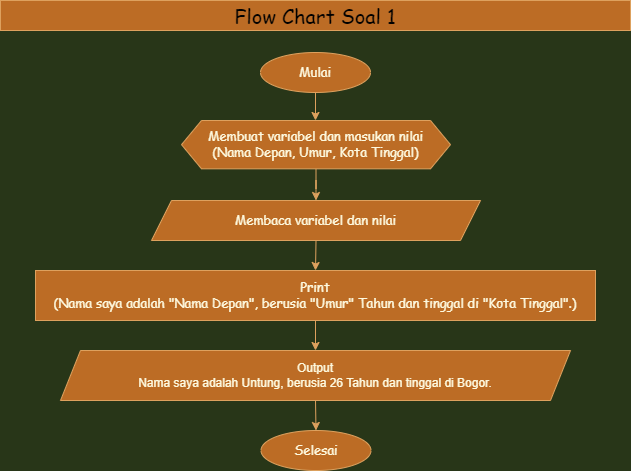 Flow Chart Soal 1
Mulai
Membuat variabel dan masukan nilai
(Nama Depan, Umur, Kota Tinggal)
Membaca variabel dan nilai
Print
(Nama saya adalah "Nama Depan", berusia "Umur" Tahun dan tinggal di "Kota Tinggal".)
Output
Nama saya adalah Untung, berusia 26 Tahun dan tinggal di Bogor.
Selesai